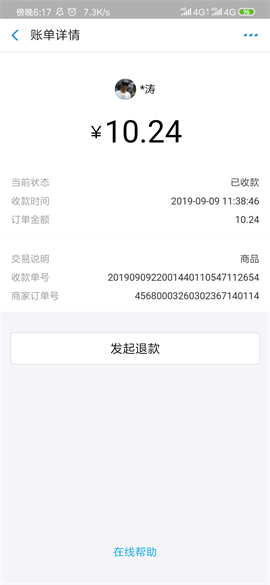 傍晚6:17 7.3K/s 4G+ 4G 95
账单详情
*涛
¥10.24
当前状态 已收款
收款时间 2019-09-09 11:38:46
订单金额 10.24
交易说明 商品
收款单号 2019090922001440110547112654
商家订单号 45680003260302367140114
发起退款
在线帮助